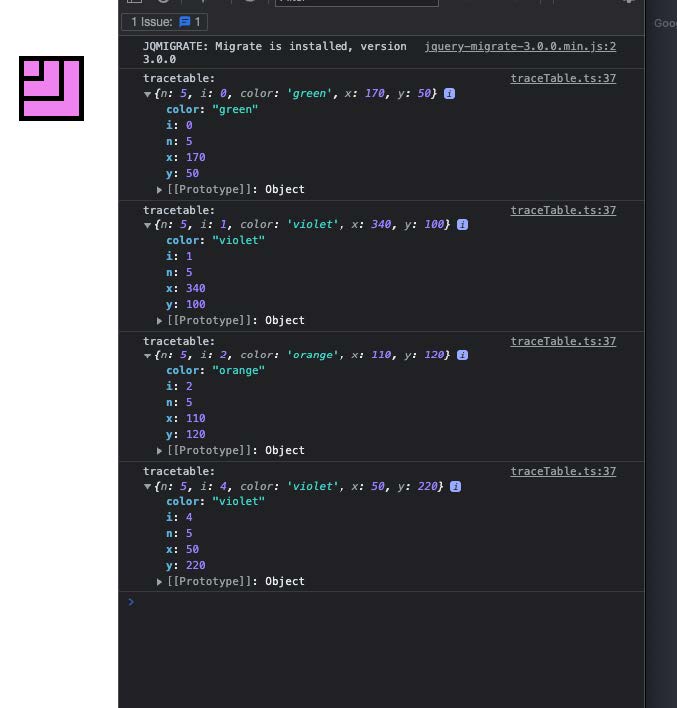 1 Issue: 1
JQMIGRATE: Migrate is installed, version 3.0.0 jquery-migrate-3.0.0.min.js:2
tracetable: traceTable.ts:37
{n: 5, i: 0, color: 'green', x: 170, y: 50} i
color: "green"
i: 0
n: 5
x: 170
y: 50
[[Prototype]]: Object
tracetable: traceTable.ts:37
{n: 5, i: 1, color: 'violet', x: 340, y: 100} i
color: "violet"
i: 1
n: 5
x: 340
y: 100
[[Prototype]]: Object
tracetable: traceTable.ts:37
{n: 5, i: 2, color: 'orange', x: 110, y: 120} i
color: "orange"
i: 2
n: 5
x: 110
y: 120
[[Prototype]]: Object
tracetable: traceTable.ts:37
{n: 5, i: 4, color: 'violet', x: 50, y: 220} i
color: "violet"
i: 4
n: 5
x: 50
y: 220
[[Prototype]]: Object
>